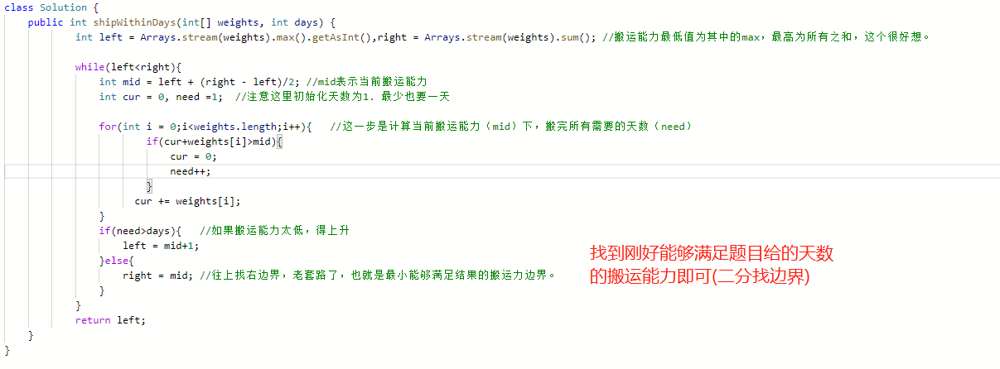 class Solution {
    public int shipWithinDays(int[] weights, int days) {
            int left = Arrays.stream(weights).max().getAsInt(),right = Arrays.stream(weights).sum(); //搬运能力最低值为其中的max，最高为所有之和，这个很好想。
            while(left<right){
                int mid = left + (right - left)/2; //mid表示当前搬运能力
                int cur = 0, need =1;  //注意这里初始化天数为1. 最少也要一天
                for(int i = 0;i<weights.length;i++){   //这一步是计算当前搬运能力（mid）下，搬完所有需要的天数（need）
                        if(cur+weights[i]>mid){
                            cur = 0;
                            need++;
                        }
                      cur += weights[i];
                }
                if(need>days){   //如果搬运能力太低，得上升
                    left = mid+1;
                }else{
                    right = mid; //往上找右边界，老套路了，也就是最小能够满足结果的搬运力边界。
                }
            }
            return left;
    }
}
找到刚好能够满足题目给的天数
的搬运能力即可(二分找边界)